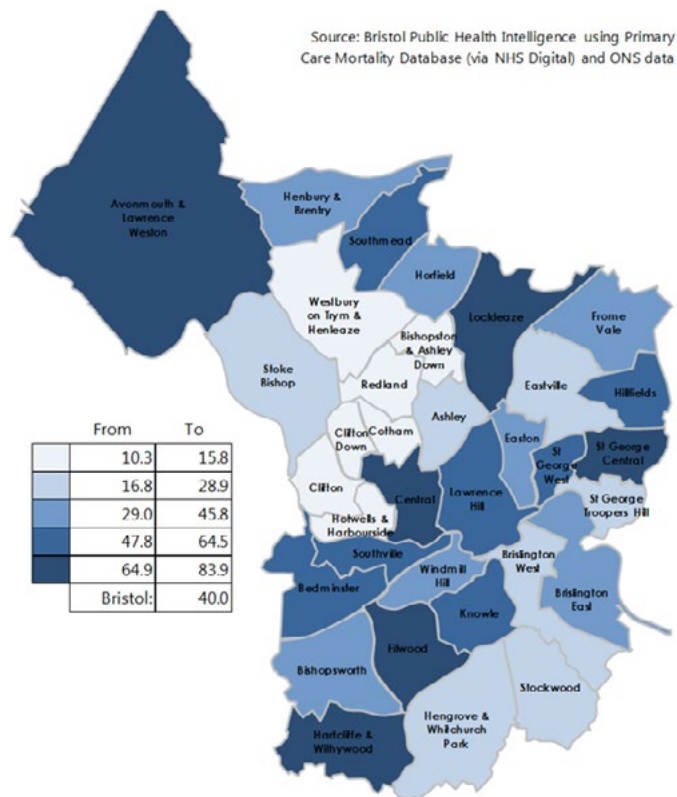 Source: Bristol Public Health Intelligence using Primary
Care Mortality Database (via NHS Digital) and ONS data
Avonmouth &
Lawrence
Weston
Henbury &
Brentry
Southmead
Horfield
Westbury
on Trym &
Henleaze
Lockleaze
Frome
Vale
Bishopston
& Ashley
Down
Stoke
Bishop
Redland
Eastville
Hillfields
Ashley
Clifton
Down
Cotham
Easton
St
George
West
St George
Central
Clifton
Central
Lawrence
Hill
St George
Troopers Hill
Hotwells &
Harbourside
Southville
Windmill
Hill
Brislington
West
Bedminster
Knowle
Brislington
East
Filwood
Bishopsworth
Stockwood
Hengrove &
Whitchurch
Park
Hartcliffe &
Withywood
From To
10.3 15.8
16.8 28.9
29.0 45.8
47.8 64.5
64.9 83.9
Bristol: 40.0